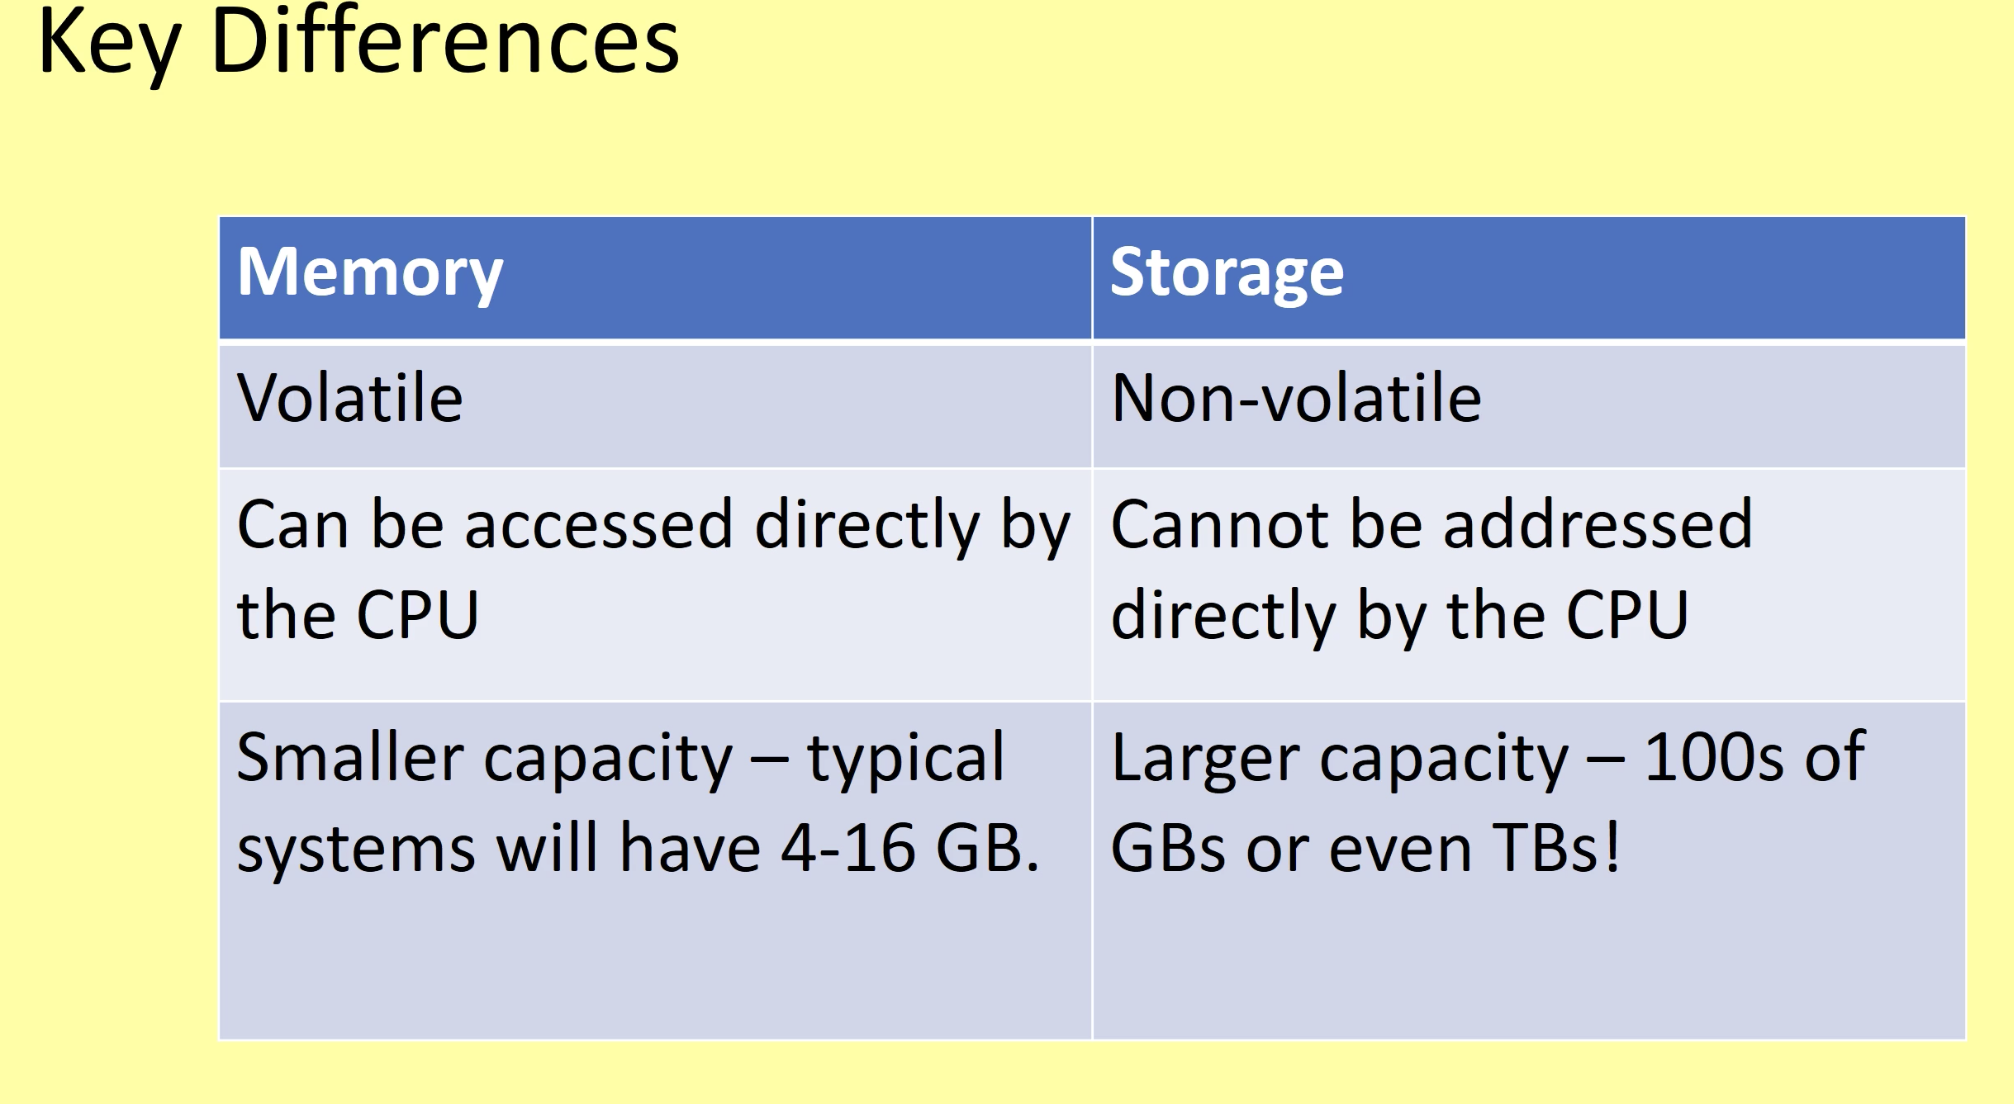 Key Differences
Memory
Storage
Volatile
Non-volatile
Can be accessed directly by
the CPU
Cannot be addressed
directly by the CPU
Smaller capacity – typical
systems will have 4-16 GB.
Larger capacity – 100s of
GBs or even TBs!